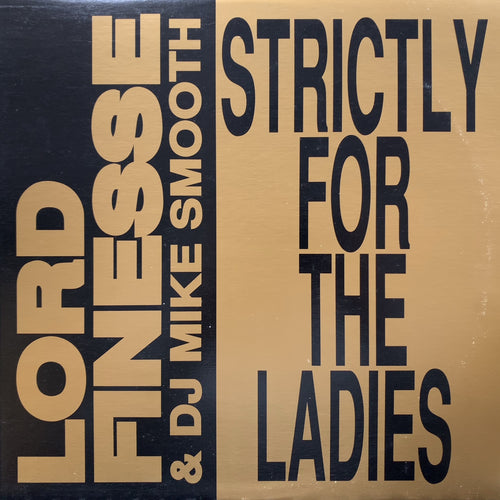 LORD
FINESSE
& DJ MIKE SMOOTH
STRICTLY
FOR
THE
LADIES